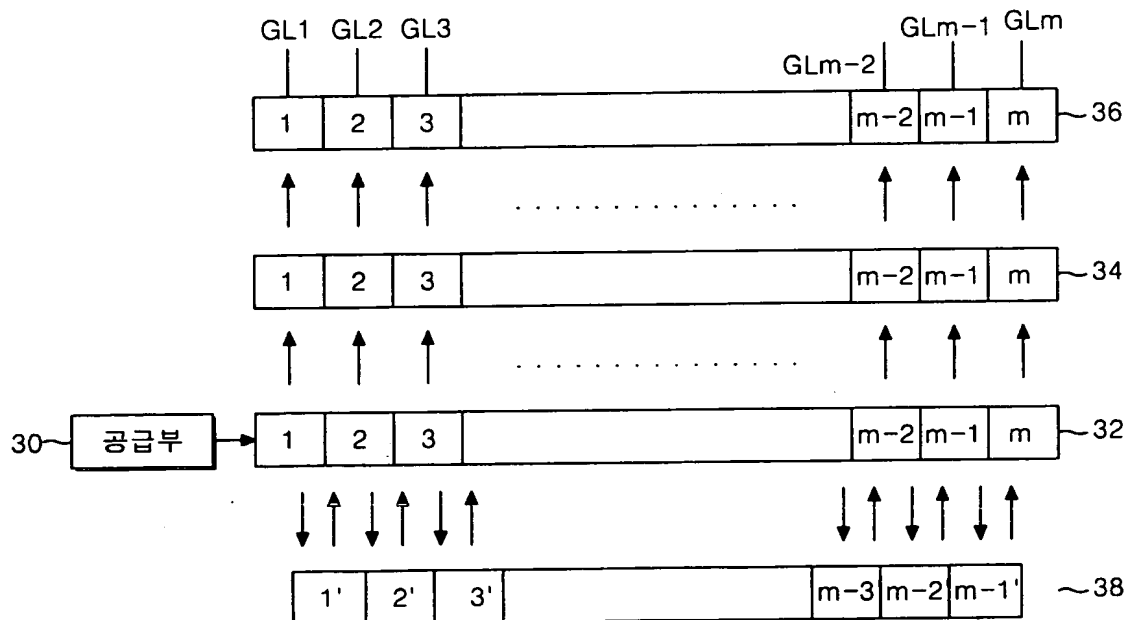 GL1 GL2 GL3 GLm-2 GLm-1 GLm
1 2 3 m-2 m-1 m 36
. . . . . . . . . . . . . . .
1 2 3 m-2 m-1 m 34
. . . . . . . . . . . . . . .
30 공급부 1 2 3 m-2 m-1 m 32
1' 2' 3' m-3 m-2 m-1' 38